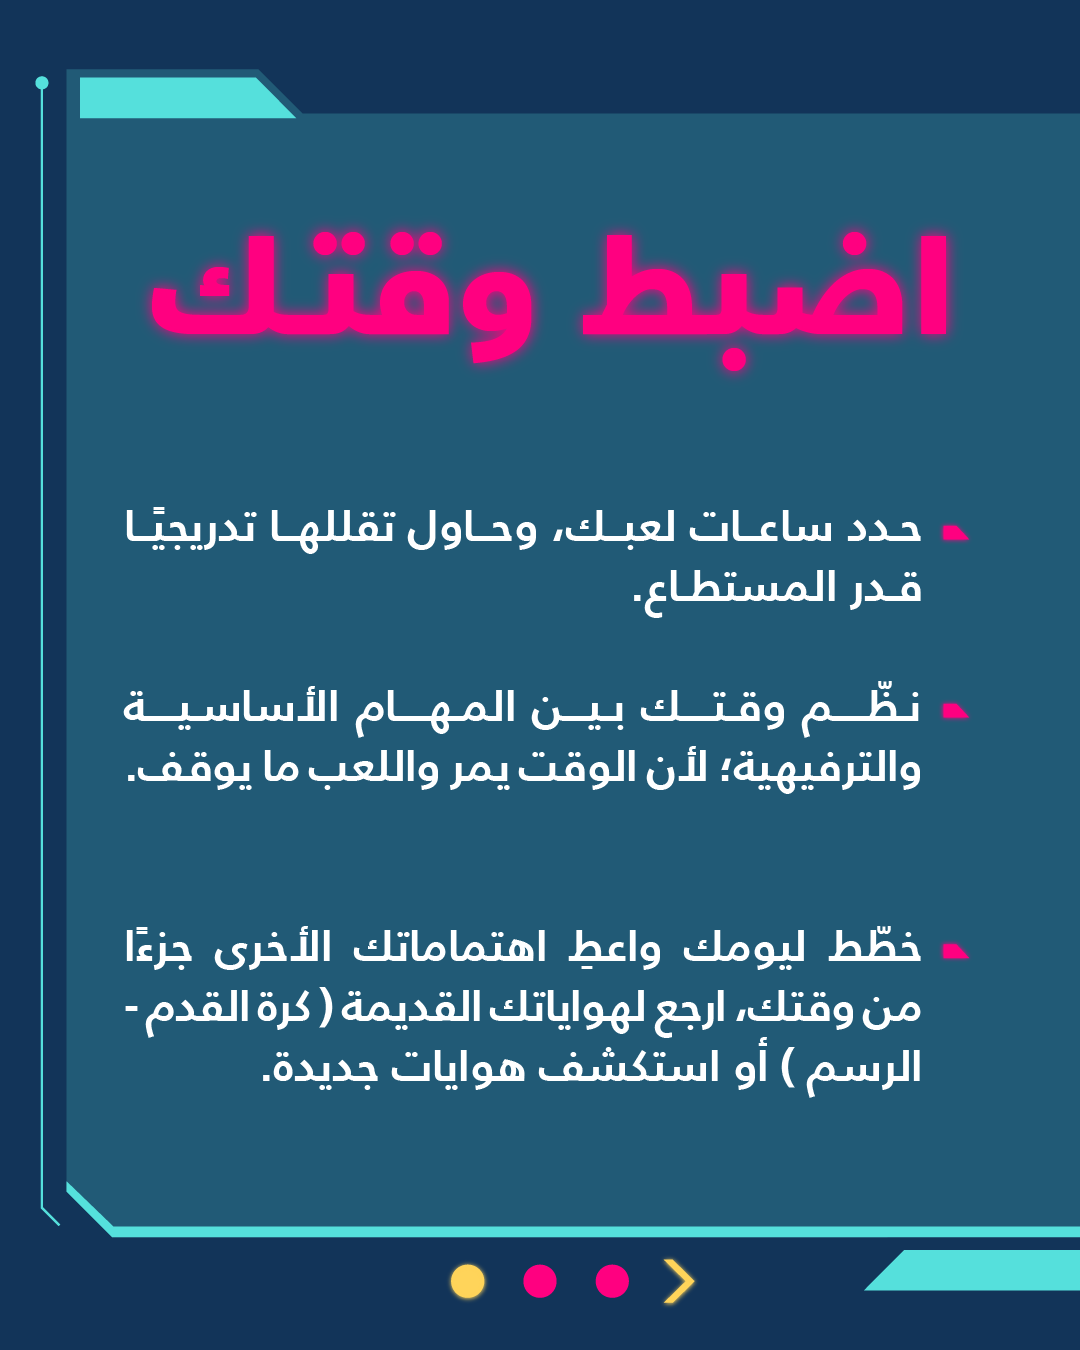 اضبط وقتك
حدد ساعات لعبك، وحاول تقللها تدريجيًا
قدر المستطاع.
نظّم وقتك بين المهام الأساسية
والترفيهية؛ لأن الوقت يمر واللعب ما يوقف.
خطّط ليومك واعطِ اهتماماتك الأخرى جزءًا
من وقتك، ارجع لهواياتك القديمة ( كرة القدم -
الرسم ) أو استكشف هوايات جديدة.